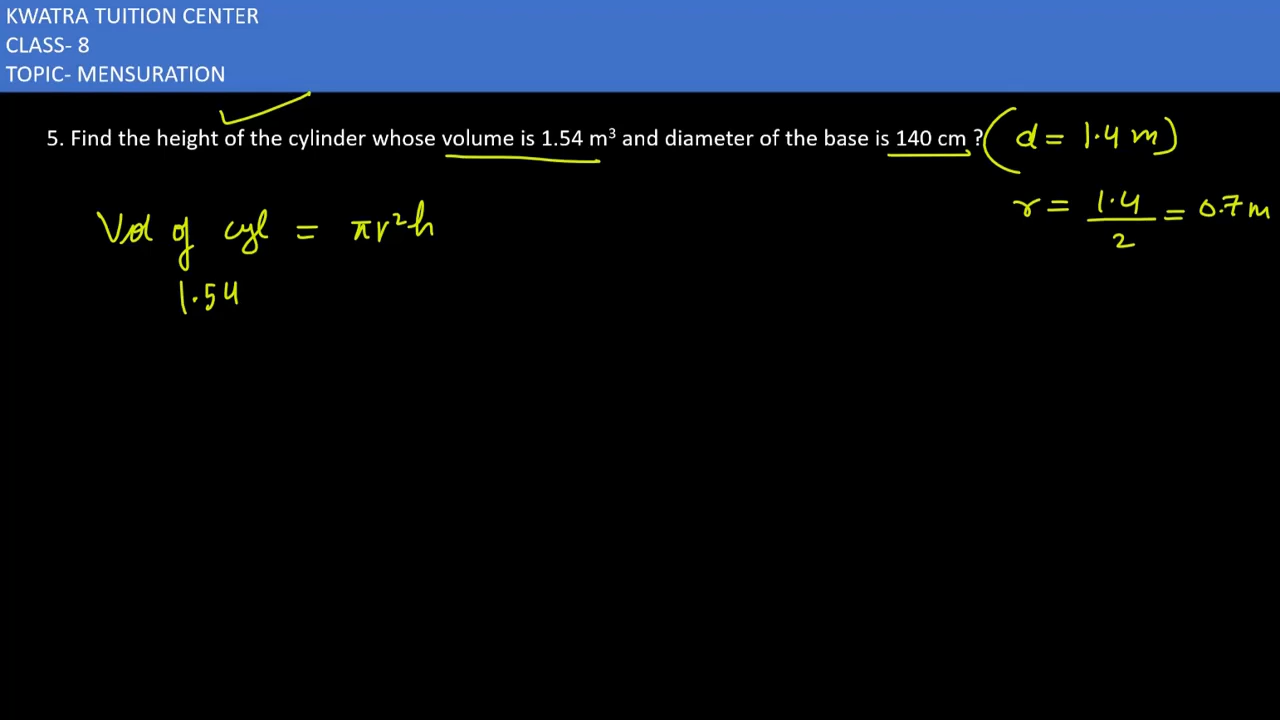 KWATRA TUITION CENTER
CLASS- 8
TOPIC- MENSURATION
5. Find the height of the cylinder whose volume is 1.54 m³ and diameter of the base is 140 cm ? (d = 1.4 m)
r = 1.4/2 = 0.7 m
Vol of cyl = πr²h
1.54